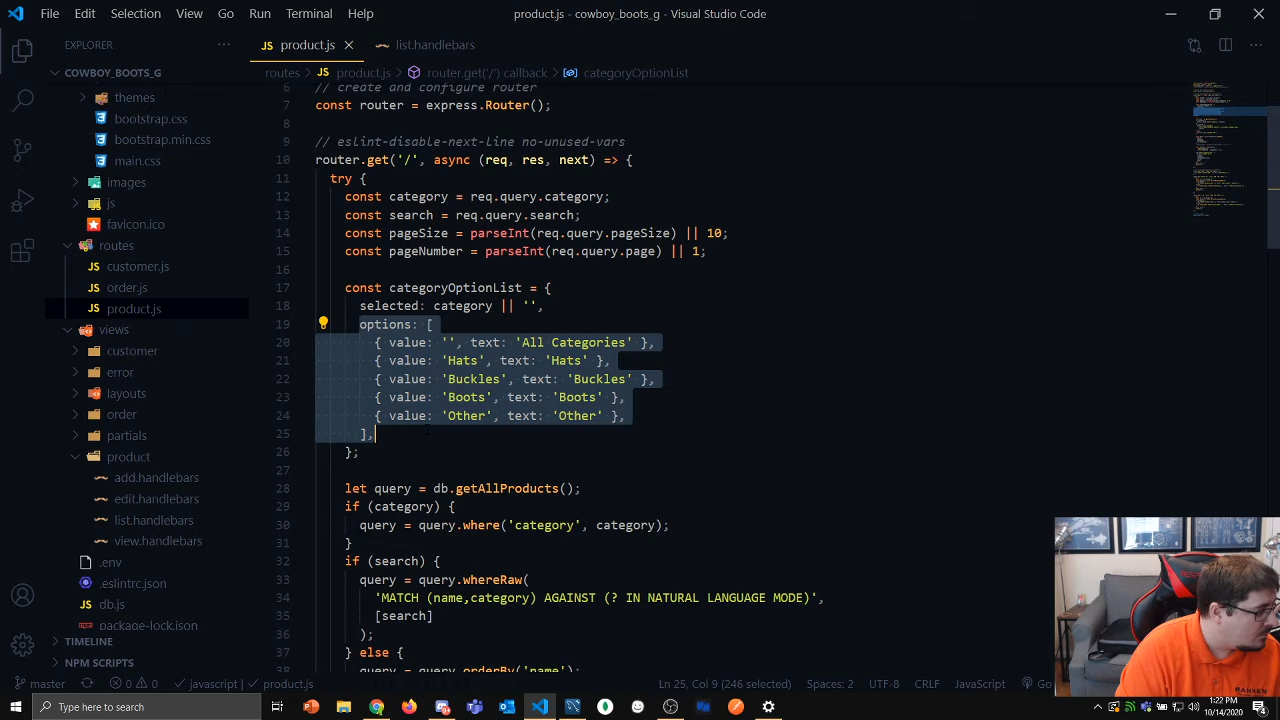 File Edit Selection View Go Run Terminal Help
product.js - cowboy_boots_g - Visual Studio Code
EXPLORER
JS product.js
list.handlebars
COWBOY_BOOTS_G
routes > JS product.js > router.get('/') callback > categoryOptionList
themes
bootstrap.css
bootstrap.min.css
main.css
images
js
favicon.ico
routes
customer.js
order.js
product.js
views
customer
error
layouts
order
partials
product
add.handlebars
edit.handlebars
list.handlebars
view.handlebars
.env
.eslintrc.json
db.js
package-lock.json
TIMELINE
NPM SCRIPTS
6 // create and configure router
7 const router = express.Router();
8
9 // eslint-disable-next-line no-unused-vars
10 router.get('/', async (req, res, next) => {
11 try {
12 const category = req.query.category;
13 const search = req.query.search;
14 const pageSize = parseInt(req.query.pageSize) || 10;
15 const pageNumber = parseInt(req.query.page) || 1;
16
17 const categoryOptionList = {
18 selected: category || '',
19 options: [
20 { value: '', text: 'All Categories' },
21 { value: 'Hats', text: 'Hats' },
22 { value: 'Buckles', text: 'Buckles' },
23 { value: 'Boots', text: 'Boots' },
24 { value: 'Other', text: 'Other' },
25 ],
26 };
27
28 let query = db.getAllProducts();
29 if (category) {
30 query = query.where('category', category);
31 }
32 if (search) {
33 query = query.whereRaw(
34 'MATCH (name,category) AGAINST (? IN NATURAL LANGUAGE MODE)',
35 [search]
36 );
37 } else {
38 query = query.orderBy('name');
master
0 0
javascript | product.js
Ln 25, Col 9 (246 selected)
Spaces: 2
UTF-8
CRLF
JavaScript
Go
RANKEN
Type here to search
1:22 PM
10/14/2020